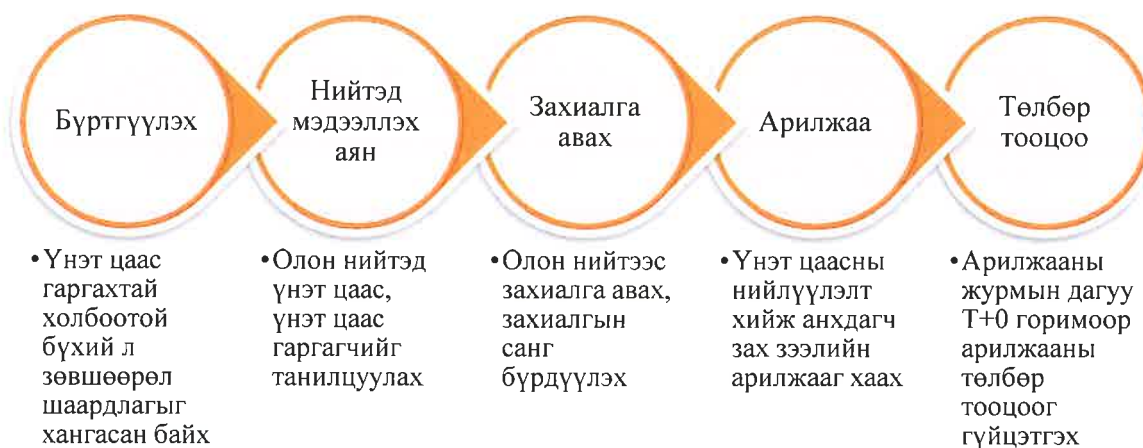 Бүртгүүлэх
Нийтэд
мэдээллэх
аян
Захиалга
авах
Арилжаа
Төлбөр
тооцоо
•Үнэт цаас
гаргахтай
холбоотой
бүхий л
зөвшөөрөл
шаардлагыг
хангасан байх
•Олон нийтэд
үнэт цаас,
үнэт цаас
гаргагчийг
танилцуулах
•Олон нийтээс
захиалга авах,
захиалгын
санг
бүрдүүлэх
•Үнэт цаасны
нийлүүлэлт
хийж анхдагч
зах зээлийн
арилжааг хаах
•Арилжааны
журмын дагуу
Т+0 горимоор
арилжааны
төлбөр
тооцоог
гүйцэтгэх